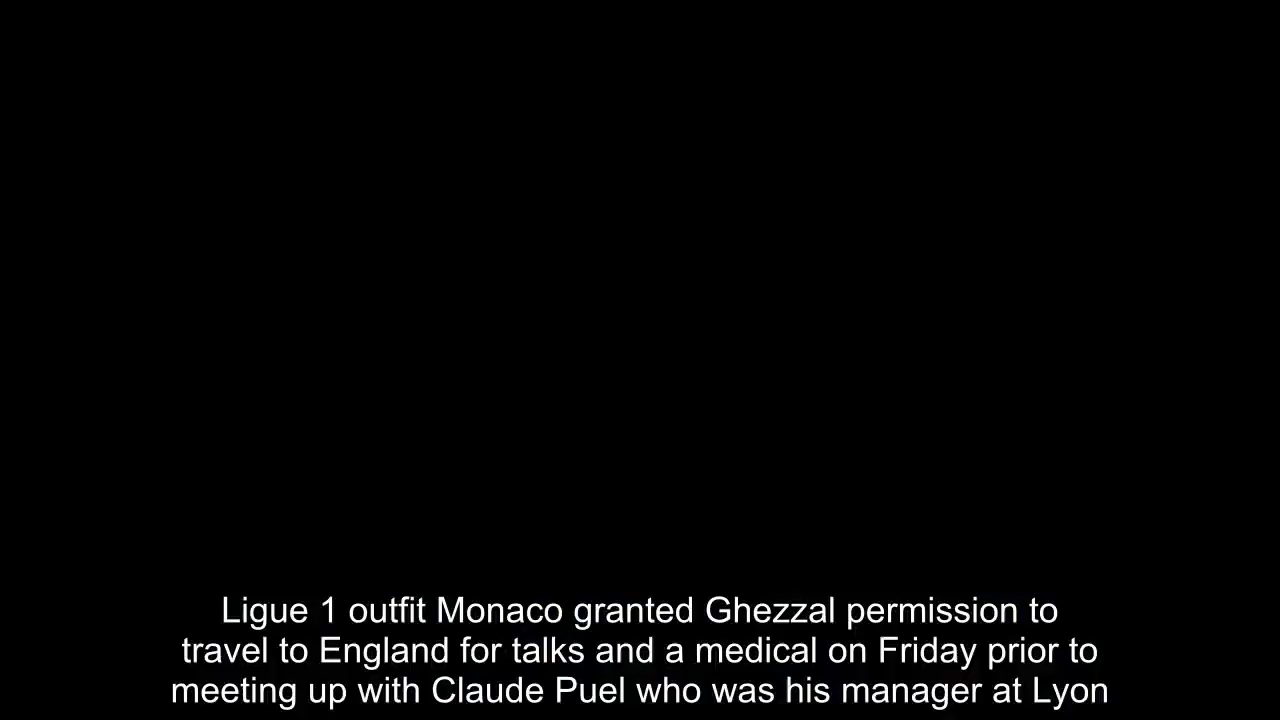 Ligue 1 outfit Monaco granted Ghezzal permission to
travel to England for talks and a medical on Friday prior to
meeting up with Claude Puel who was his manager at Lyon